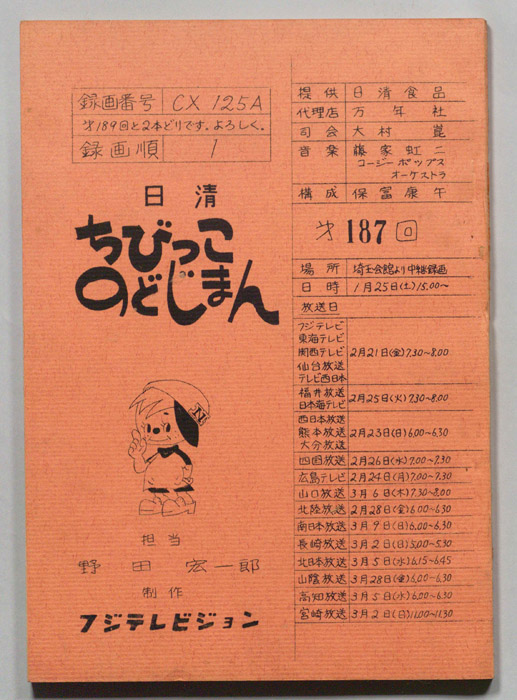 録画番号 CX 125A
才189回と2本どりです。よろしく。
録画順 1
日清
ちびっこ
のどじまん
担当
野田宏一郎
制作
フジテレビジョン
提供 日清食品
代理店 万年社
司会 大村崑
音楽 藤家虹二
コージーポップス
オーケストラ
構成 保冨康午
才187回
場所 埼玉会館より中継録画
日時 1月25日(土)15.00~
放送日
フジテレビ
東海テレビ
関西テレビ 2月21日(金)7.30~8.00
仙台放送
テレビ西日本
福井放送 2月25日(火)7.30~8.00
日本海テレビ
西日本放送
熊本放送 2月23日(日)6.00~6.30
大分放送
四国放送 2月26日(水)7.00~7.30
広島テレビ 2月24日(月)7.00~7.30
山口放送 3月6日(木)7.30~8.00
北陸放送 2月28日(金)6.00~6.30
南日本放送 3月9日(日)6.00~6.30
長崎放送 3月2日(日)5.00~5.30
北日本放送 3月5日(水)6.15~6.45
山陰放送 3月28日(金)6.00~6.30
高知放送 3月5日(水)6.00~6.30
宮崎放送 3月2日(日)11.00~11.30